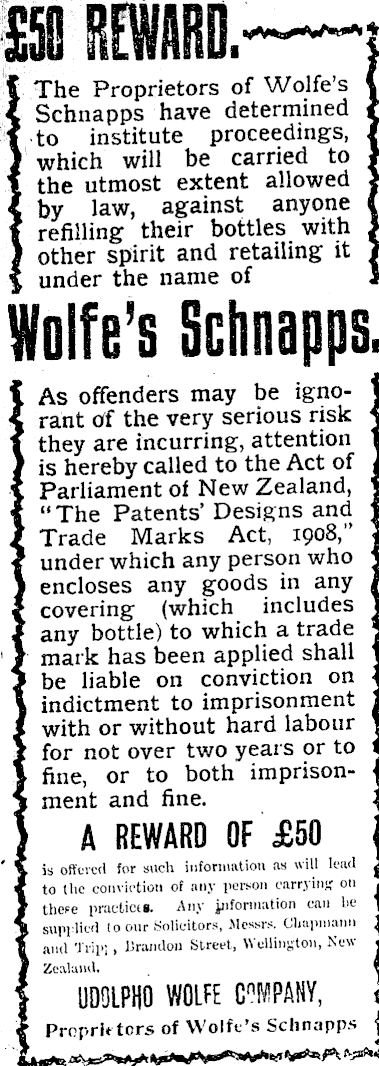 £50 REWARD.
The Proprietors of Wolfe's
Schnapps have determined
to institute proceedings,
which will be carried to
the utmost extent allowed
by law, against anyone
refilling their bottles with
other spirit and retailing it
under the name of
Wolfe's Schnapps.
As offenders may be igno-
rant of the very serious risk
they are incurring, attention
is hereby called to the Act of
Parliament of New Zealand,
"The Patents' Designs and
Trade Marks Act, 1908,"
under which any person who
encloses any goods in any
covering (which includes
any bottle) to which a trade
mark has been applied shall
be liable on conviction on
indictment to imprisonment
with or without hard labour
for not over two years or to
fine, or to both imprison-
ment and fine.
A REWARD OF £50
is offered for such information as will lead
to the conviction of any person carrying on
these practices. Any information can be
supplied to our Solicitors, Messrs. Chapmann
and Tripp, Brandon Street, Wellington, New
Zealand.
UDOLPHO WOLFE COMPANY,
Proprietors of Wolfe's Schnapps